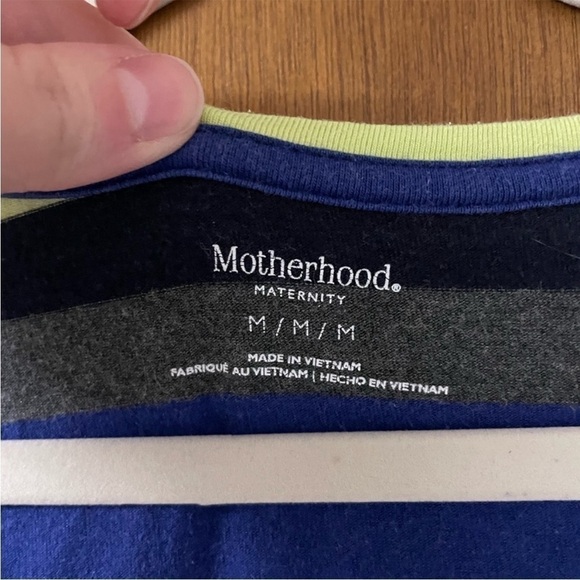 Motherhood®
MATERNITY
M / M / M
MADE IN VIETNAM
FABRIQUÉ AU VIETNAM | HECHO EN VIETNAM